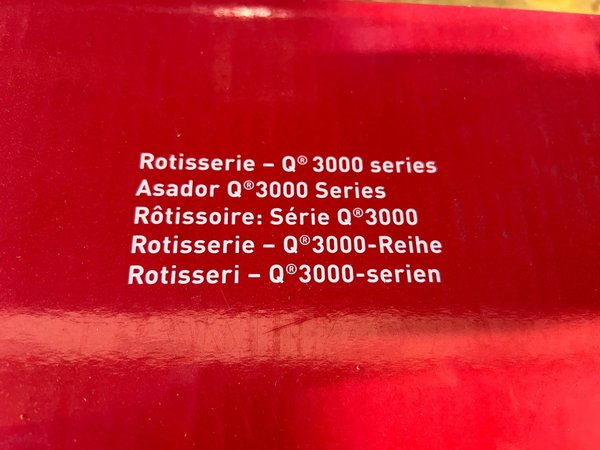 Rotisserie – Q® 3000 series
Asador Q®3000 Series
Rôtissoire: Série Q®3000
Rotisserie – Q®3000-Reihe
Rotisseri – Q®3000-serien